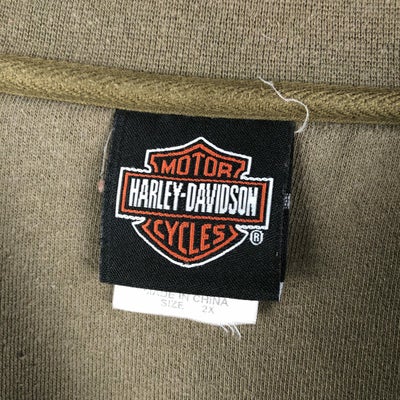 MOTOR
HARLEY-DAVIDSON
CYCLES
®
MADE IN CHINA
SIZE 2X